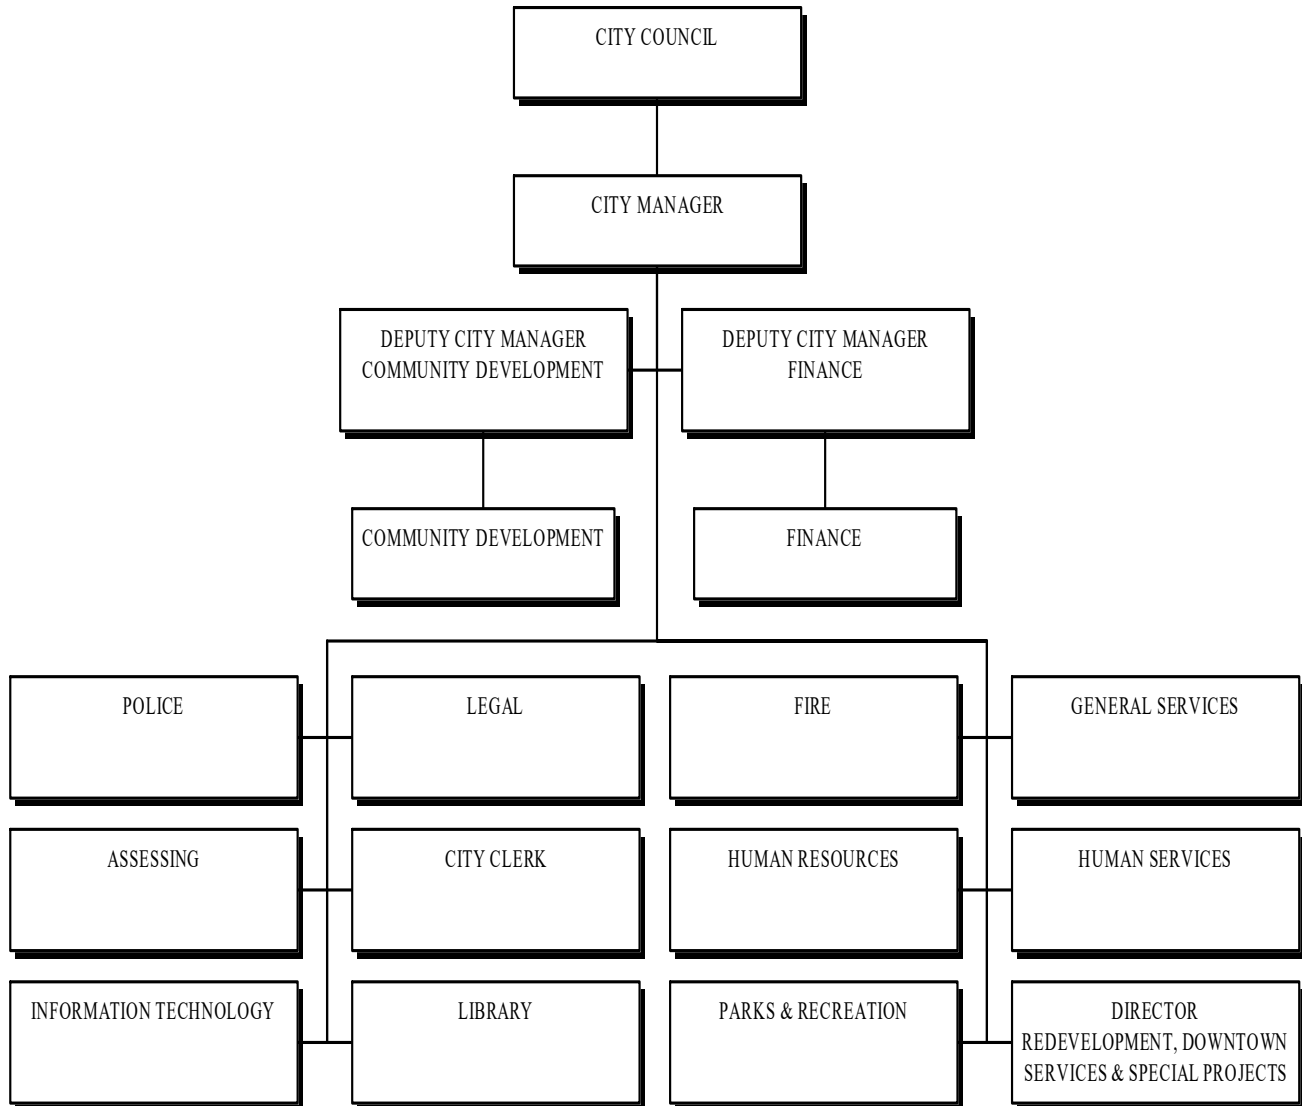 CITY COUNCIL
CITY MANAGER
DEPUTY CITY MANAGER
COMMUNITY DEVELOPMENT
DEPUTY CITY MANAGER
FINANCE
COMMUNITY DEVELOPMENT
FINANCE
POLICE
LEGAL
FIRE
GENERAL SERVICES
ASSESSING
CITY CLERK
HUMAN RESOURCES
HUMAN SERVICES
INFORMATION TECHNOLOGY
LIBRARY
PARKS & RECREATION
DIRECTOR
REDEVELOPMENT, DOWNTOWN
SERVICES & SPECIAL PROJECTS